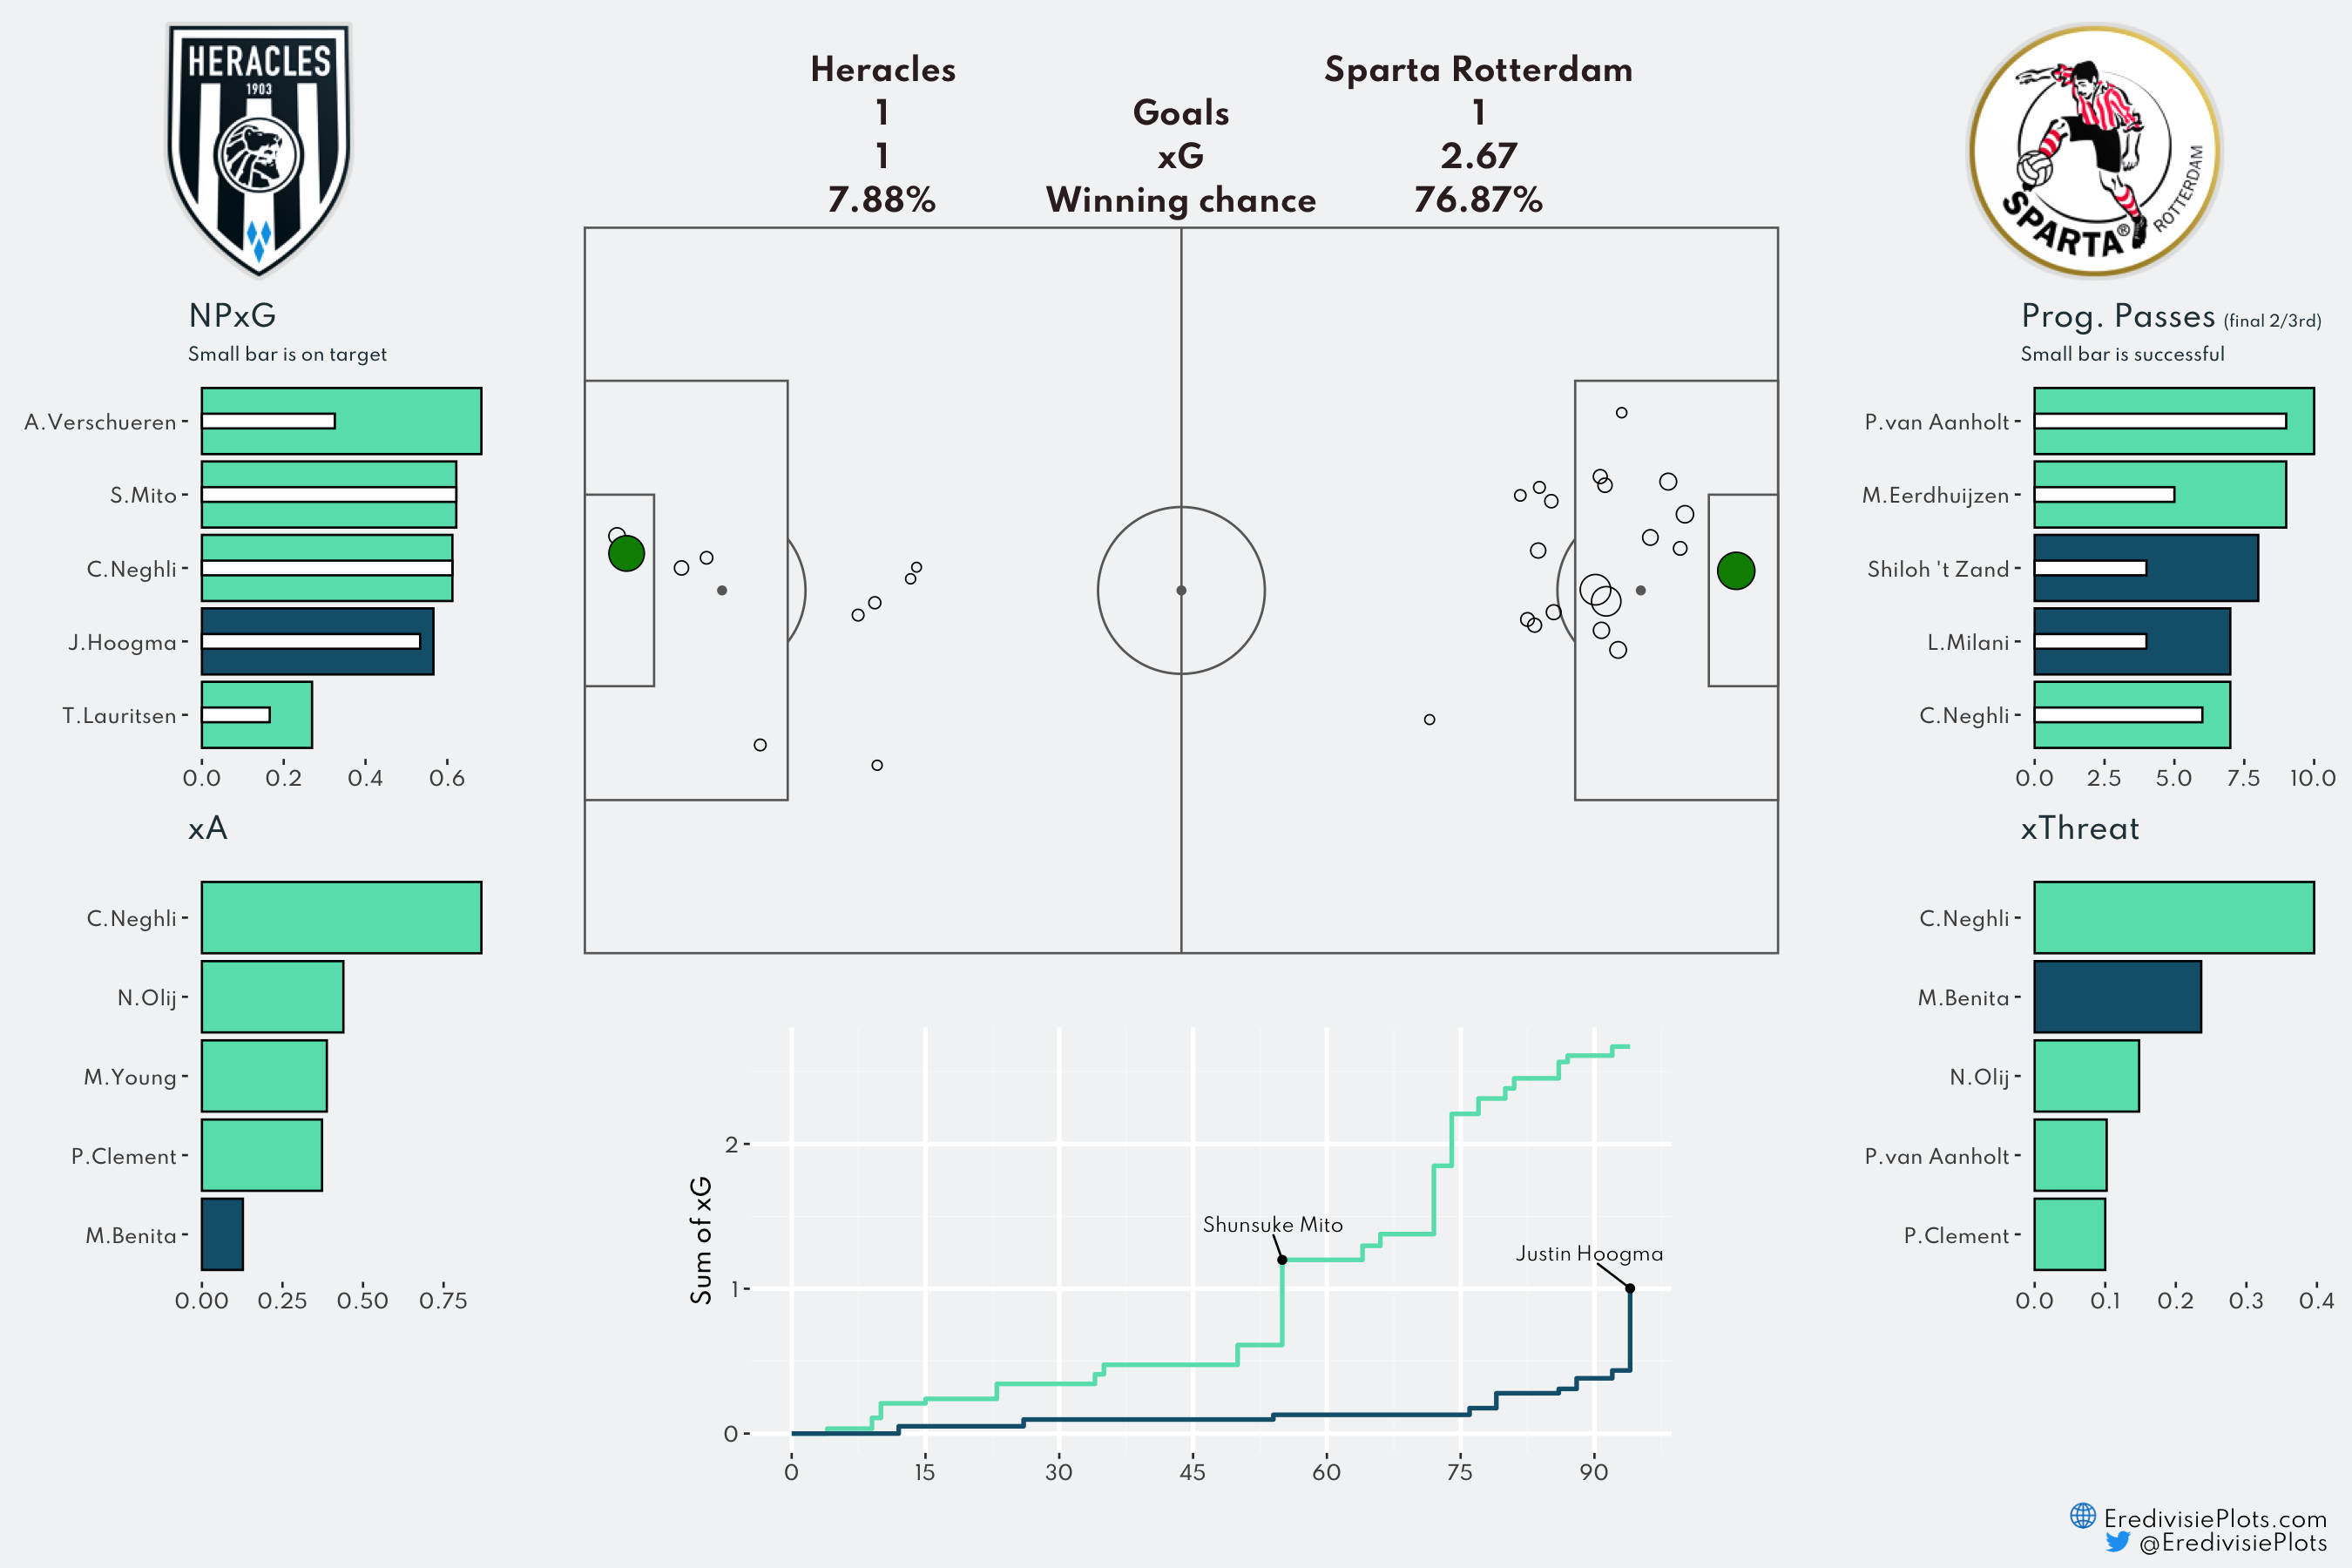 HERACLES
1903
Heracles
Sparta Rotterdam
1 Goals 1
1 xG 2.67
7.88% Winning chance 76.87%
SPARTA®
ROTTERDAM
NPxG
Small bar is on target
A.Verschueren
S.Mito
C.Neghli
J.Hoogma
T.Lauritsen
0.0 0.2 0.4 0.6
xA
C.Neghli
N.Olij
M.Young
P.Clement
M.Benita
0.00 0.25 0.50 0.75
Sum of xG
2
1
0
Shunsuke Mito
Justin Hoogma
0 15 30 45 60 75 90
Prog. Passes (final 2/3rd)
Small bar is successful
P.van Aanholt
M.Eerdhuijzen
Shiloh 't Zand
L.Milani
C.Neghli
0.0 2.5 5.0 7.5 10.0
xThreat
C.Neghli
M.Benita
N.Olij
P.van Aanholt
P.Clement
0.0 0.1 0.2 0.3 0.4
EredivisiePlots.com
@EredivisiePlots